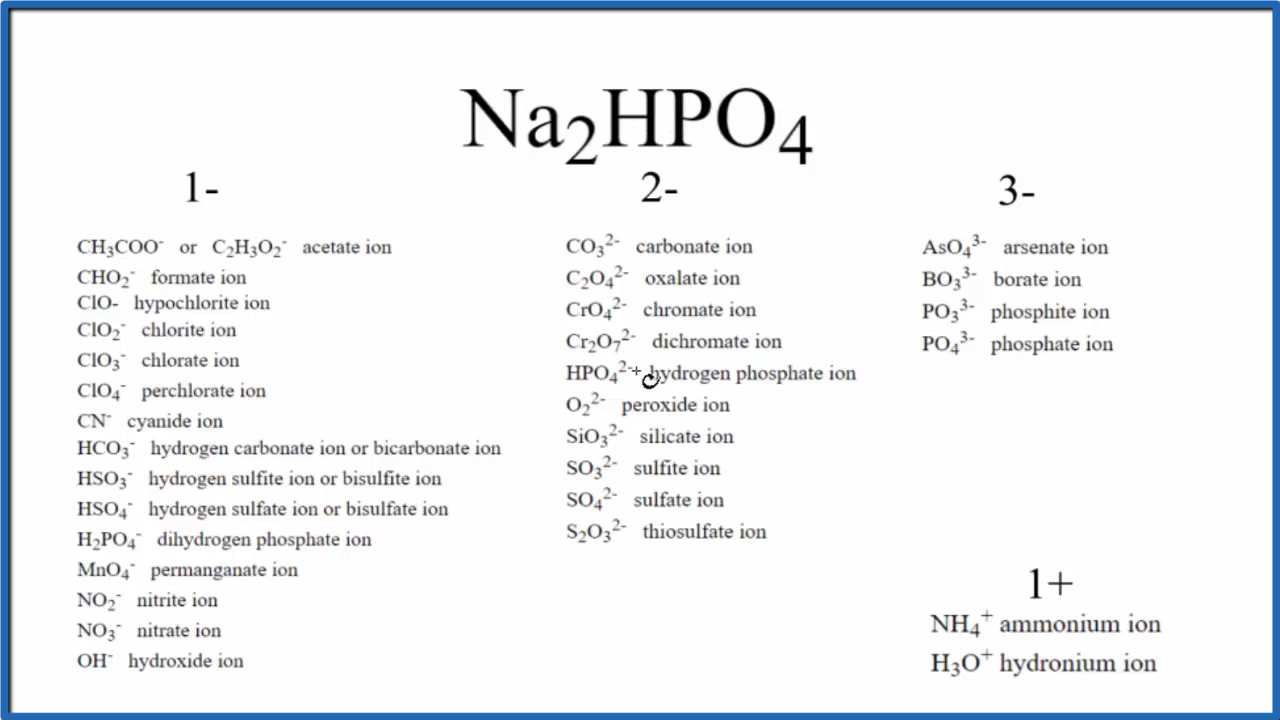 Na₂HPO₄
1-
CH₃COO⁻ or C₂H₃O₂⁻ acetate ion
CHO₂⁻ formate ion
ClO- hypochlorite ion
ClO₂⁻ chlorite ion
ClO₃⁻ chlorate ion
ClO₄⁻ perchlorate ion
CN⁻ cyanide ion
HCO₃⁻ hydrogen carbonate ion or bicarbonate ion
HSO₃⁻ hydrogen sulfite ion or bisulfite ion
HSO₄⁻ hydrogen sulfate ion or bisulfate ion
H₂PO₄⁻ dihydrogen phosphate ion
MnO₄⁻ permanganate ion
NO₂⁻ nitrite ion
NO₃⁻ nitrate ion
OH⁻ hydroxide ion
2-
CO₃²⁻ carbonate ion
C₂O₄²⁻ oxalate ion
CrO₄²⁻ chromate ion
Cr₂O₇²⁻ dichromate ion
HPO₄²⁻ hydrogen phosphate ion
O₂²⁻ peroxide ion
SiO₃²⁻ silicate ion
SO₃²⁻ sulfite ion
SO₄²⁻ sulfate ion
S₂O₃²⁻ thiosulfate ion
3-
AsO₄³⁻ arsenate ion
BO₃³⁻ borate ion
PO₃³⁻ phosphite ion
PO₄³⁻ phosphate ion
1+
NH₄⁺ ammonium ion
H₃O⁺ hydronium ion